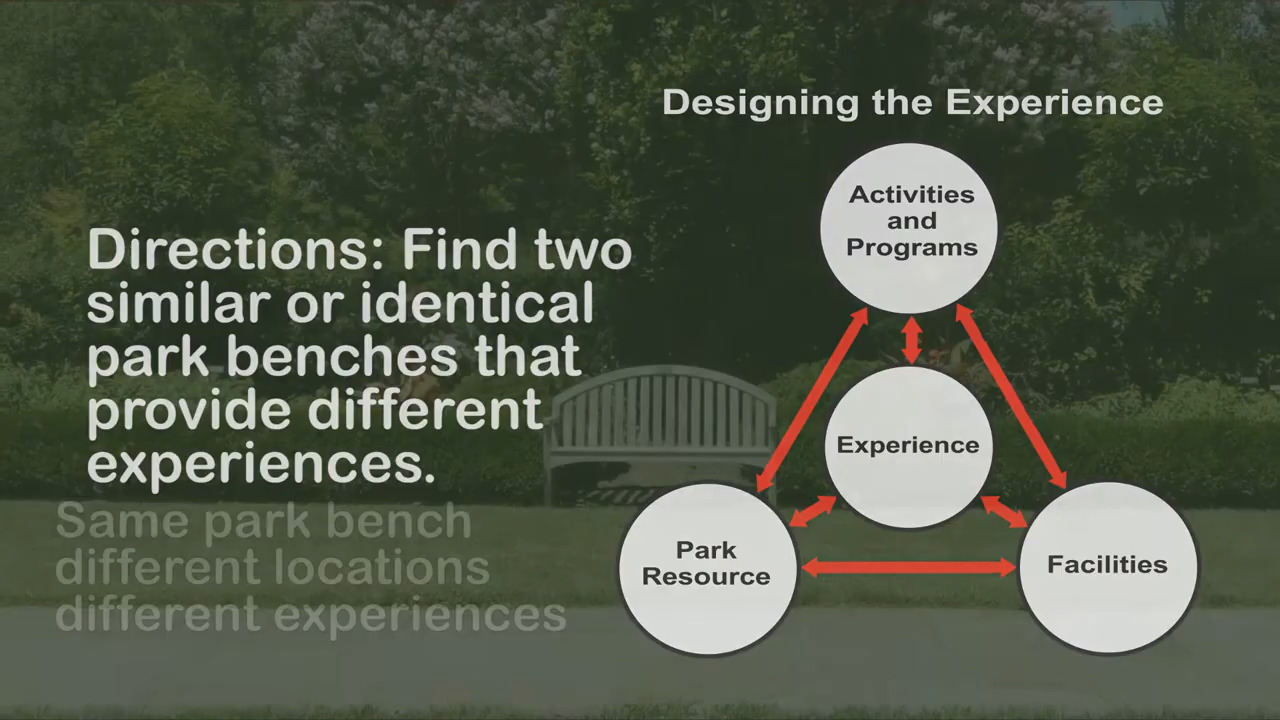 Designing the Experience
Activities
and
Programs
Directions: Find two
similar or identical
park benches that
provide different
experiences.
Experience
Same park bench
different locations
different experiences
Park
Resource
Facilities